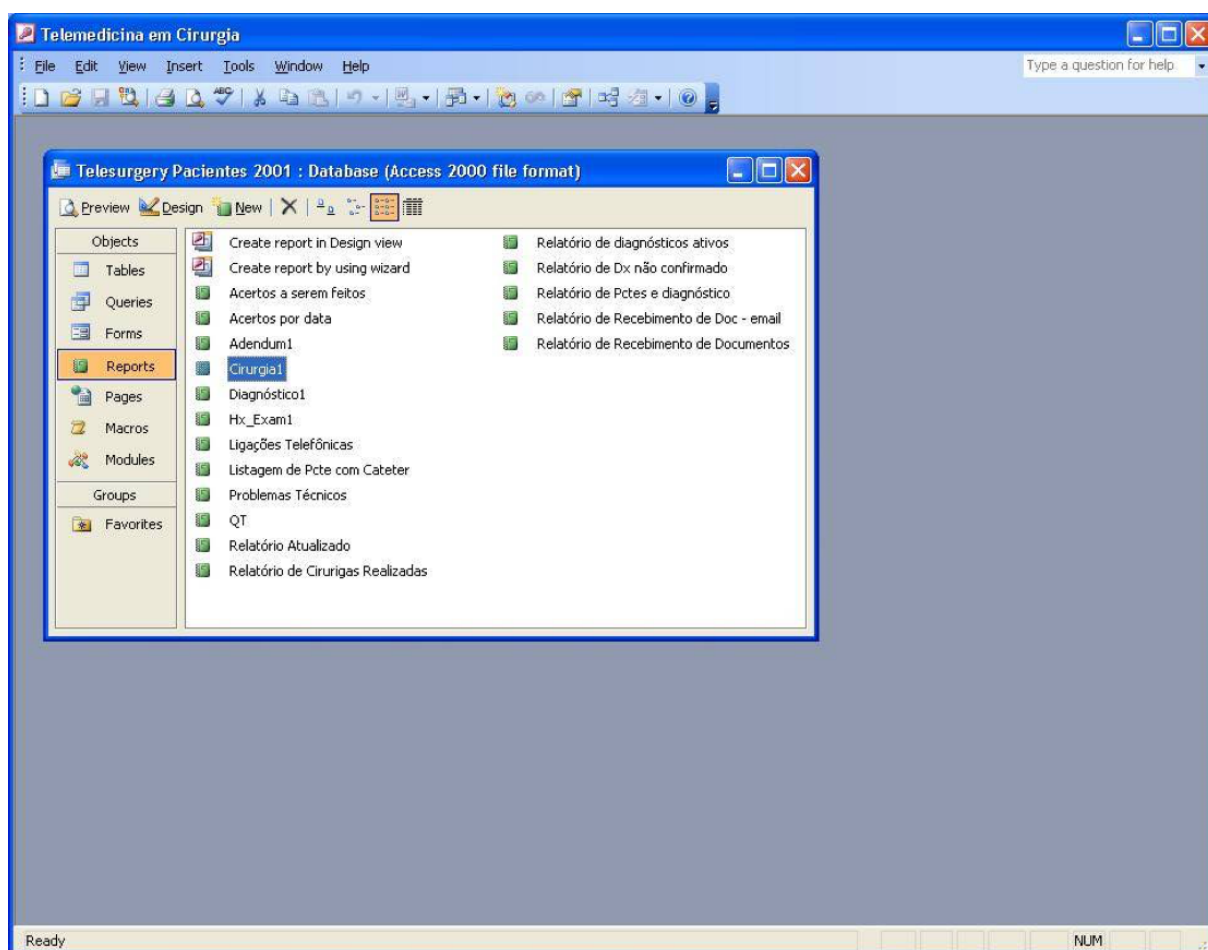 Telemedicina em Cirurgia
File Edit View Insert Tools Window Help
Type a question for help
ABC
Telesurgery Pacientes 2001 : Database (Access 2000 file format)
Preview Design New
Objects
Tables
Queries
Forms
Reports
Pages
Macros
Modules
Groups
Favorites
Create report in Design view
Create report by using wizard
Acertos a serem feitos
Acertos por data
Adendum1
Cirurgia1
Diagnóstico1
Hx_Exam1
Ligações Telefônicas
Listagem de Pcte com Cateter
Problemas Técnicos
QT
Relatório Atualizado
Relatório de Cirurigas Realizadas
Relatório de diagnósticos ativos
Relatório de Dx não confirmado
Relatório de Pctes e diagnóstico
Relatório de Recebimento de Doc - email
Relatório de Recebimento de Documentos
Ready
NUM